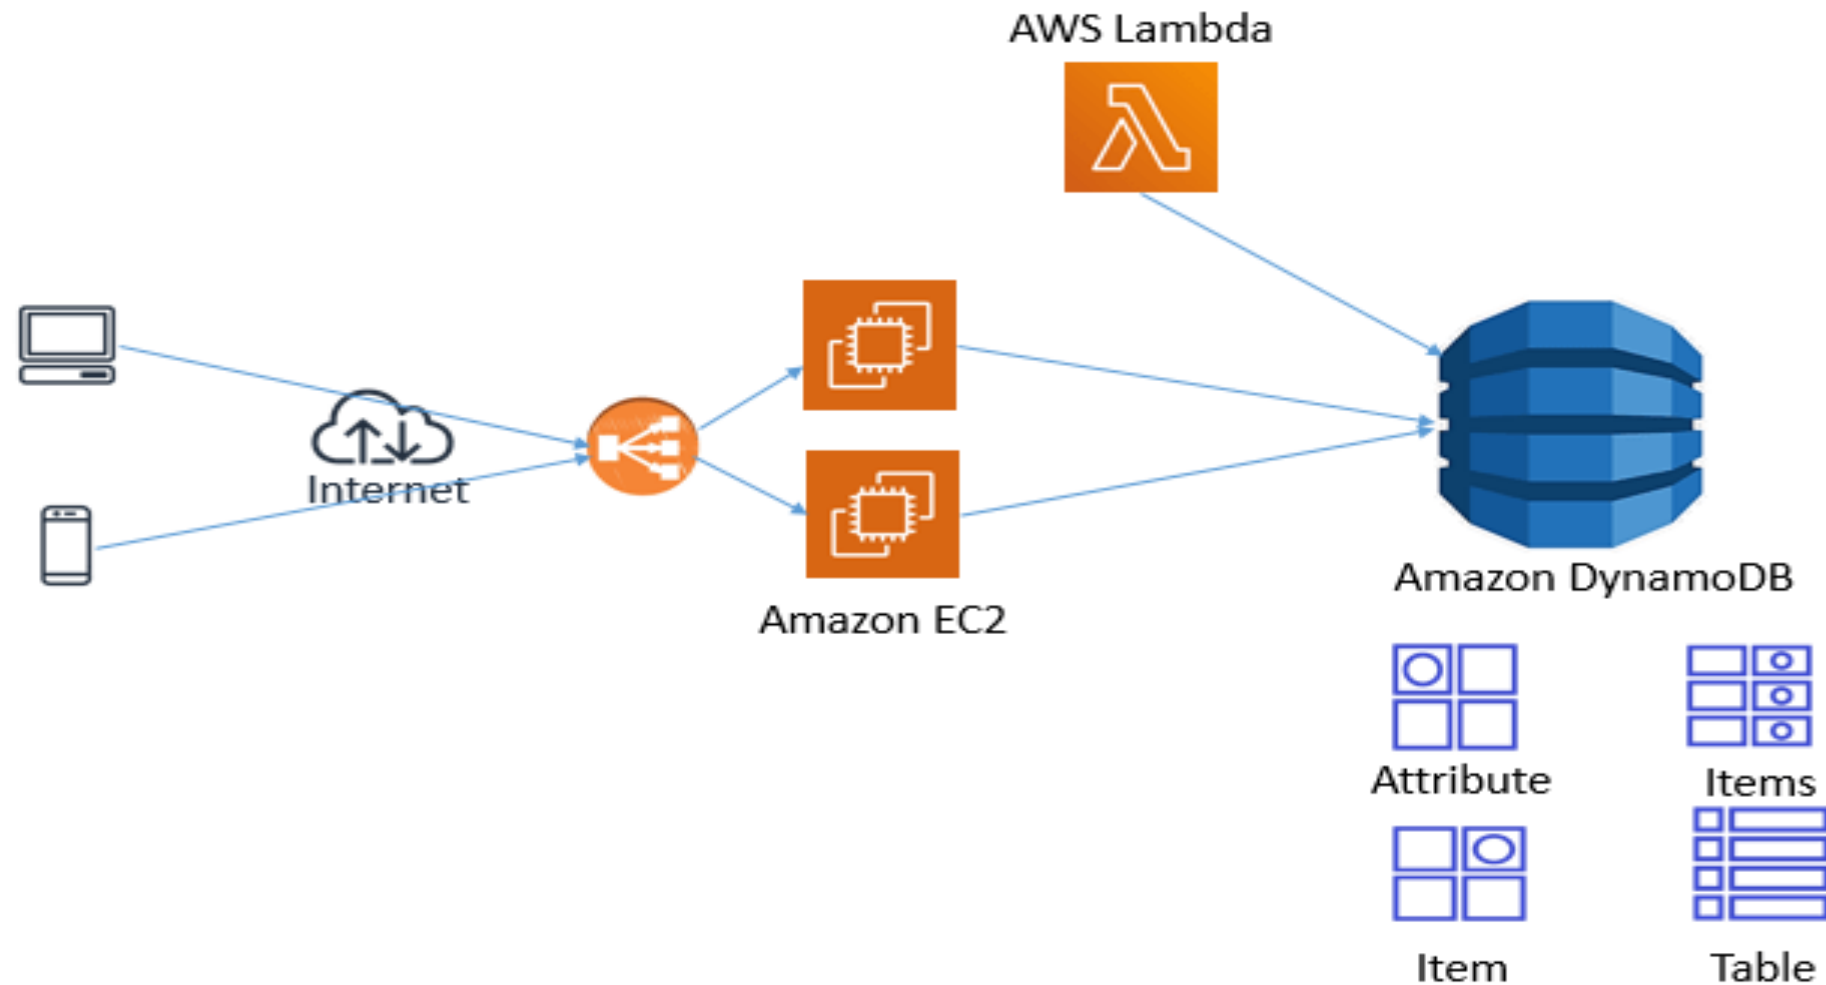 AWS Lambda
Internet
Amazon EC2
Amazon DynamoDB
Attribute
Items
Item
Table